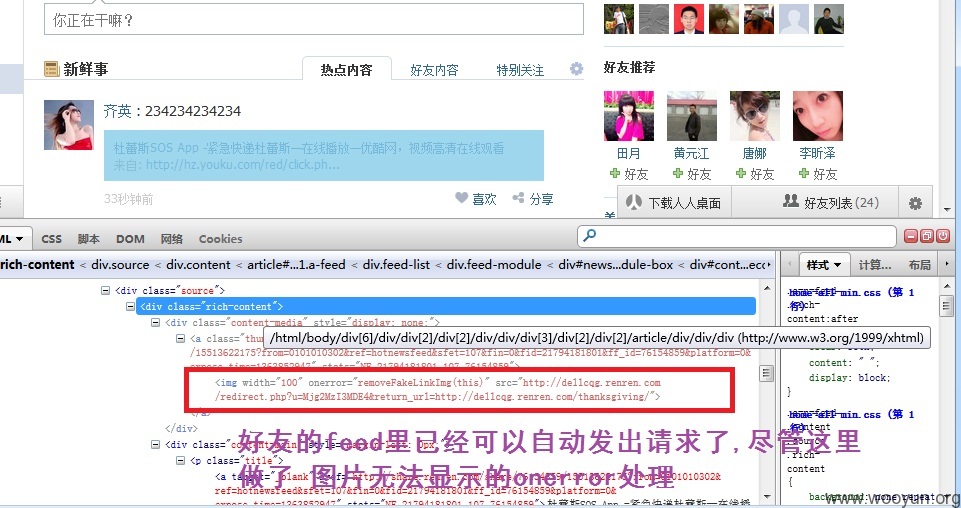 你正在干嘛？
新鲜事
热点内容
好友内容
特别关注
齐英：234234234234
杜蕾斯SOS App -紧急快递杜蕾斯—在线播放—优酷网，视频高清在线观看
来自: http://hz.youku.com/red/click.ph...
33秒钟前
喜欢
分享
好友推荐
田月
黄元江
唐娜
李昕泽
好友
好友
好友
好友
下载人人桌面
好友列表 (24)
ML
CSS
脚本
DOM
网络
Cookies
rich-content < div.source < div.content < article#...1.a-feed < div.feed-list < div.feed-module < div#news...dule-box < div#cont...ecc
样式
计算...
布局
<div class="source">
<div class="rich-content">
<div class="content-media" style="display: none;">
/html/body/div[6]/div/div[2]/div[2]/div/div/div[3]/div[2]/div[2]/article/div/div/div (http://www.w3.org/1999/xhtml)
/15513622175?from=0101010302&ref=hotnewsfeed&sfet=107&fin=0&fid=2179418180l&ff_id=76154859&platform=0&
<img width="100" onerror="removeFakeLinkImg(this)" src="http://dellcqg.renren.com
/redirect.php?u=Mjg2MzI3MDE4&return_url=http://dellcqg.renren.com/thanksgiving/">
</a>
</div>
好友的feed里已经可以自动发出请求了,尽管这里
做了 图片无法显示的onerror处理
<p class="title">
ref=hotnewsfeed&sfet=107&fin=0&fid=2179418180l&ff_id=76154859&platform=0&
home-all-min.css (第 1
行)
.rich-
content:after
content: " ";
display: block;
}
home-all-min.css (第 1
行)
.source
.rich-
content
{
background: none repeat
www.wooyun.org